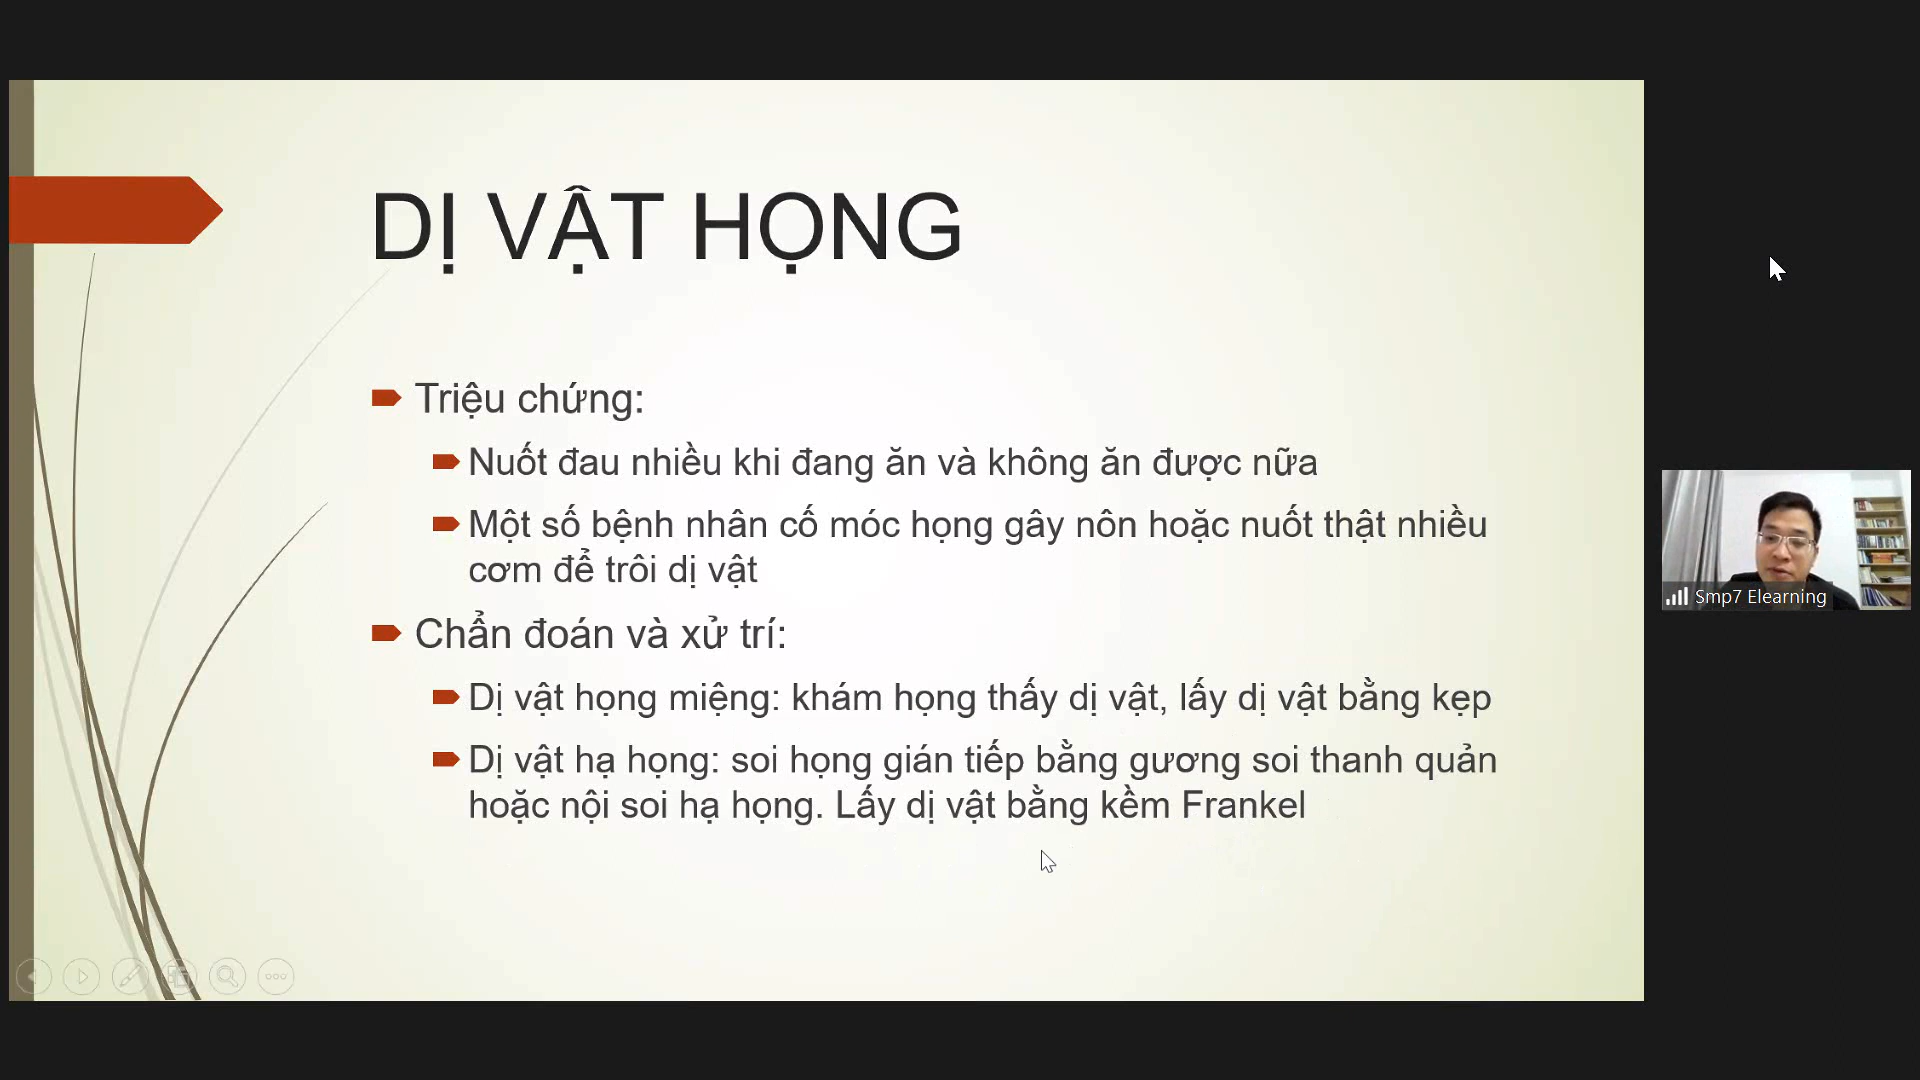 DỊ VẬT HỌNG
Triệu chứng:
Nuốt đau nhiều khi đang ăn và không ăn được nữa
Một số bệnh nhân cố móc họng gây nôn hoặc nuốt thật nhiều
cơm để trôi dị vật
Chẩn đoán và xử trí:
Dị vật họng miệng: khám họng thấy dị vật, lấy dị vật bằng kẹp
Dị vật hạ họng: soi họng gián tiếp bằng gương soi thanh quản
hoặc nội soi hạ họng. Lấy dị vật bằng kềm Frankel
Smp7 Elearning